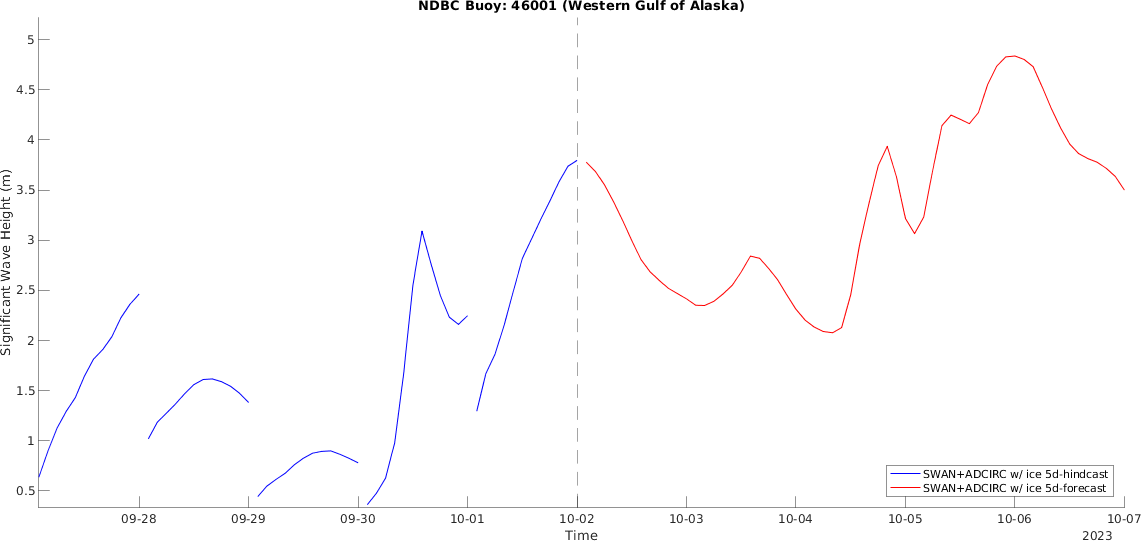 NDBC Buoy: 46001 (Western Gulf of Alaska)
Significant Wave Height (m)
5
4.5
4
3.5
3
2.5
2
1.5
1
0.5
SWAN+ADCIRC w/ ice 5d-hindcast
SWAN+ADCIRC w/ ice 5d-forecast
09-28 09-29 09-30 10-01 10-02 10-03 10-04 10-05 10-06 10-07
Time
2023